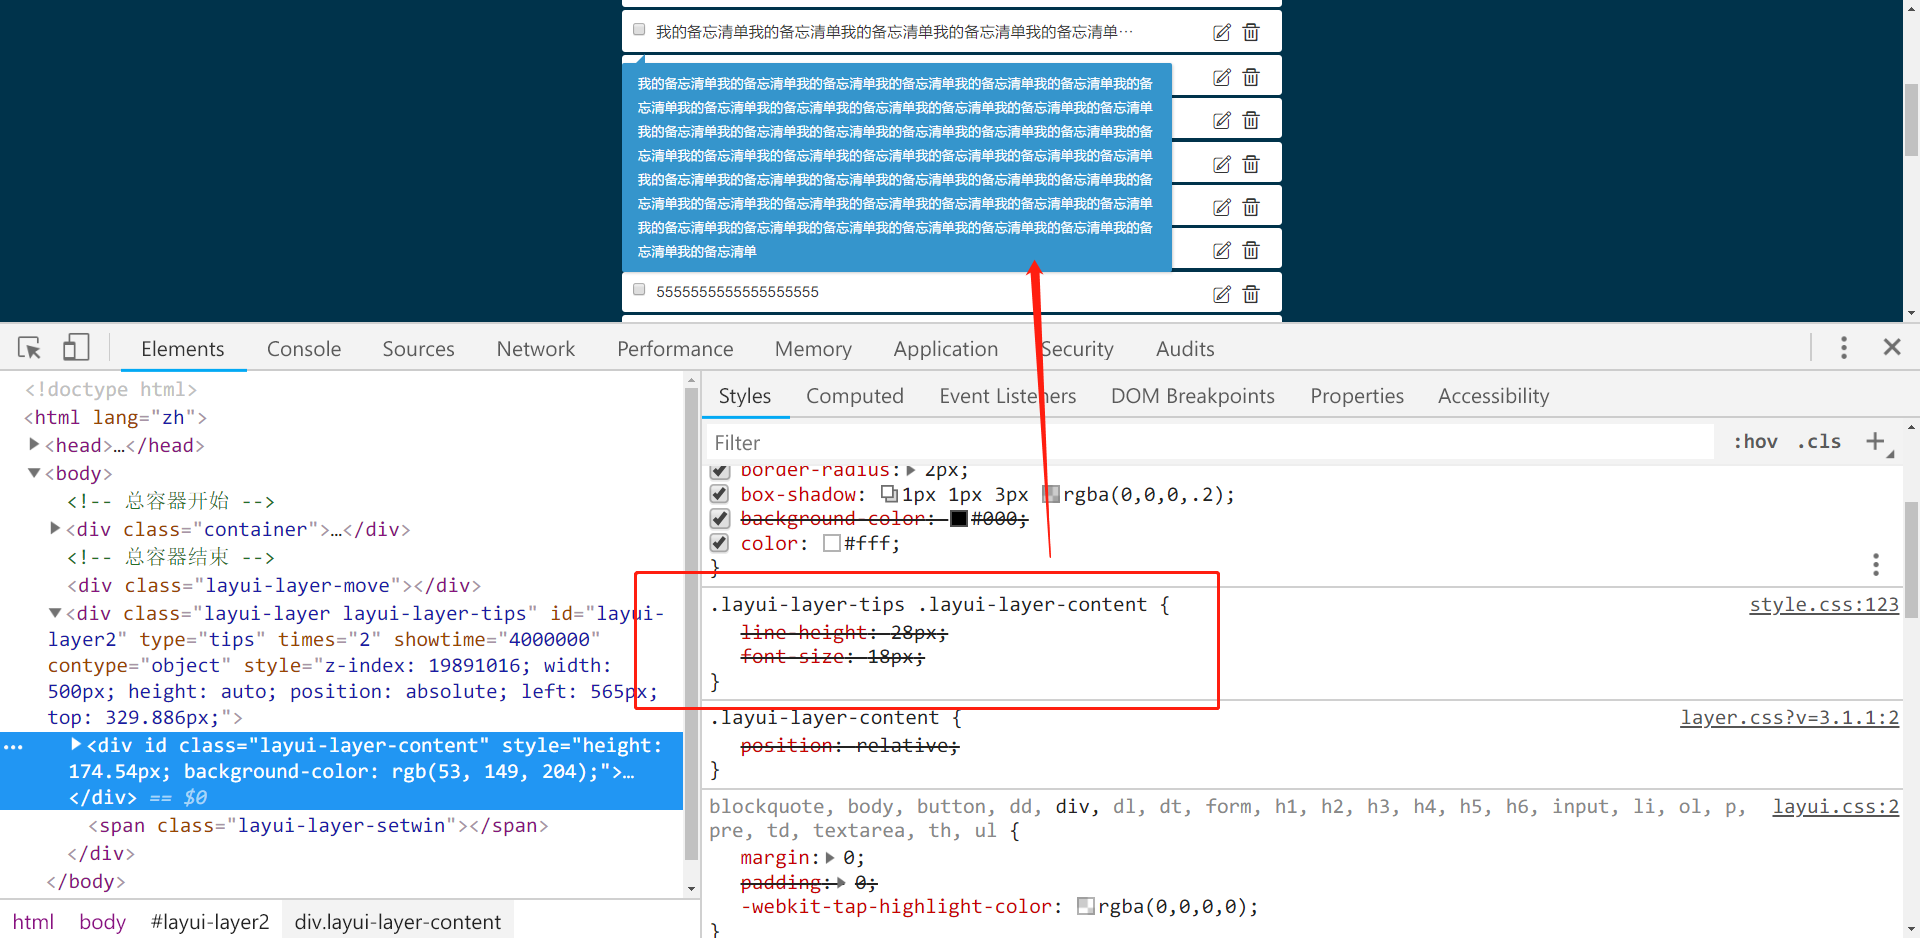 我的备忘清单我的备忘清单我的备忘清单我的备忘清单我的备忘清单…
我的备忘清单我的备忘清单我的备忘清单我的备忘清单我的备忘清单我的备忘清单我的备
忘清单我的备忘清单我的备忘清单我的备忘清单我的备忘清单我的备忘清单我的备忘清单
我的备忘清单我的备忘清单我的备忘清单我的备忘清单我的备忘清单我的备忘清单我的备
忘清单我的备忘清单我的备忘清单我的备忘清单我的备忘清单我的备忘清单我的备忘清单
我的备忘清单我的备忘清单我的备忘清单我的备忘清单我的备忘清单我的备忘清单我的备
忘清单我的备忘清单我的备忘清单我的备忘清单我的备忘清单我的备忘清单我的备忘清单
我的备忘清单我的备忘清单我的备忘清单我的备忘清单我的备忘清单我的备忘清单我的备
忘清单我的备忘清单
5555555555555555555
Elements Console Sources Network Performance Memory Application Security Audits
<!doctype html>
<html lang="zh">
<head>…</head>
<body>
<!-- 总容器开始 -->
<div class="container">…</div>
<!-- 总容器结束 -->
<div class="layui-layer-move"></div>
<div class="layui-layer layui-layer-tips" id="layui-
layer2" type="tips" times="2" showtime="4000000"
contype="object" style="z-index: 19891016; width:
500px; height: auto; position: absolute; left: 565px;
top: 329.886px;">
<div id class="layui-layer-content" style="height:
174.54px; background-color: rgb(53, 149, 204);">…
</div> == $0
<span class="layui-layer-setwin"></span>
</div>
</body>
html body #layui-layer2 div.layui-layer-content
Styles Computed Event Listeners DOM Breakpoints Properties Accessibility
Filter :hov .cls +
border-radius: 2px;
box-shadow: 1px 1px 3px rgba(0,0,0,.2);
background-color: #000;
color: #fff;
}
.layui-layer-tips .layui-layer-content { style.css:123
line-height: 28px;
font-size: 18px;
}
.layui-layer-content { layer.css?v=3.1.1:2
position: relative;
}
blockquote, body, button, dd, div, dl, dt, form, h1, h2, h3, h4, h5, h6, input, li, ol, p, layui.css:2
pre, td, textarea, th, ul {
margin: 0;
padding: 0;
-webkit-tap-highlight-color: rgba(0,0,0,0);
}